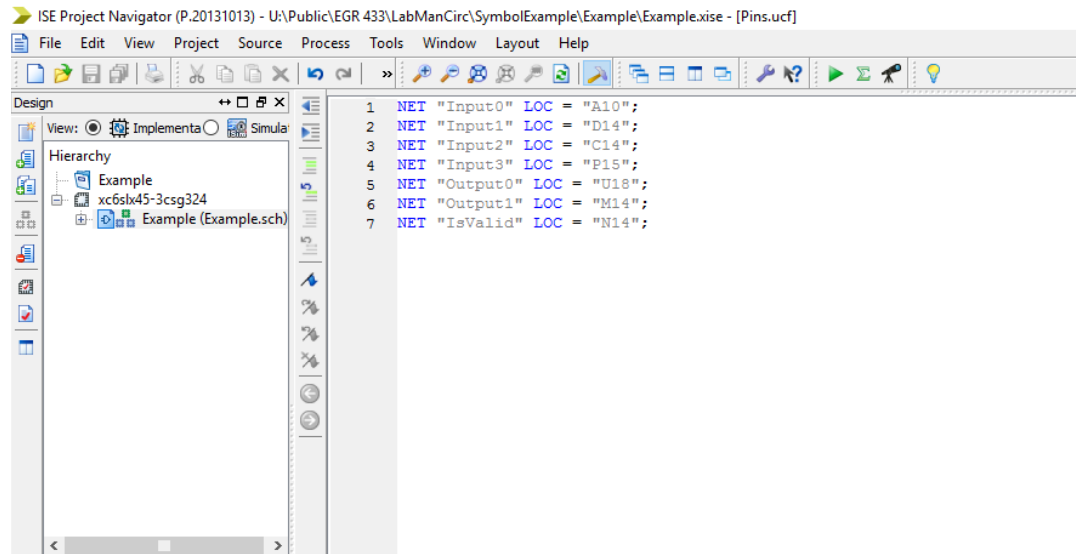 ISE Project Navigator (P.20131013) - U:\Public\EGR 433\LabManCirc\SymbolExample\Example\Example.xise - [Pins.ucf]
File Edit View Project Source Process Tools Window Layout Help
Design
View: Implementa Simula
Hierarchy
Example
xc6slx45-3csg324
Example (Example.sch)
1 NET "Input0" LOC = "A10";
2 NET "Input1" LOC = "D14";
3 NET "Input2" LOC = "C14";
4 NET "Input3" LOC = "P15";
5 NET "Output0" LOC = "U18";
6 NET "Output1" LOC = "M14";
7 NET "IsValid" LOC = "N14";